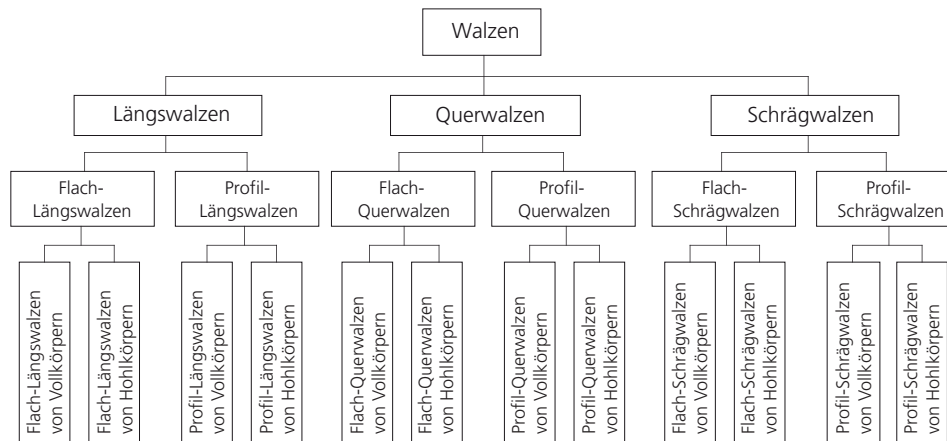 Walzen
Längswalzen
Querwalzen
Schrägwalzen
Flach-
Längswalzen
Profil-
Längswalzen
Flach-
Querwalzen
Profil-
Querwalzen
Flach-
Schrägwalzen
Profil-
Schrägwalzen
Flach-Längswalzen
von Vollkörpern
Flach-Längswalzen
von Hohlkörpern
Profil-Längswalzen
von Vollkörpern
Profil-Längswalzen
von Hohlkörpern
Flach-Querwalzen
von Vollkörpern
Flach-Querwalzen
von Hohlkörpern
Profil-Querwalzen
von Vollkörpern
Profil-Querwalzen
von Hohlkörpern
Flach-Schrägwalzen
von Vollkörpern
Flach-Schrägwalzen
von Hohlkörpern
Profil-Schrägwalzen
von Vollkörpern
Profil-Schrägwalzen
von Hohlkörpern